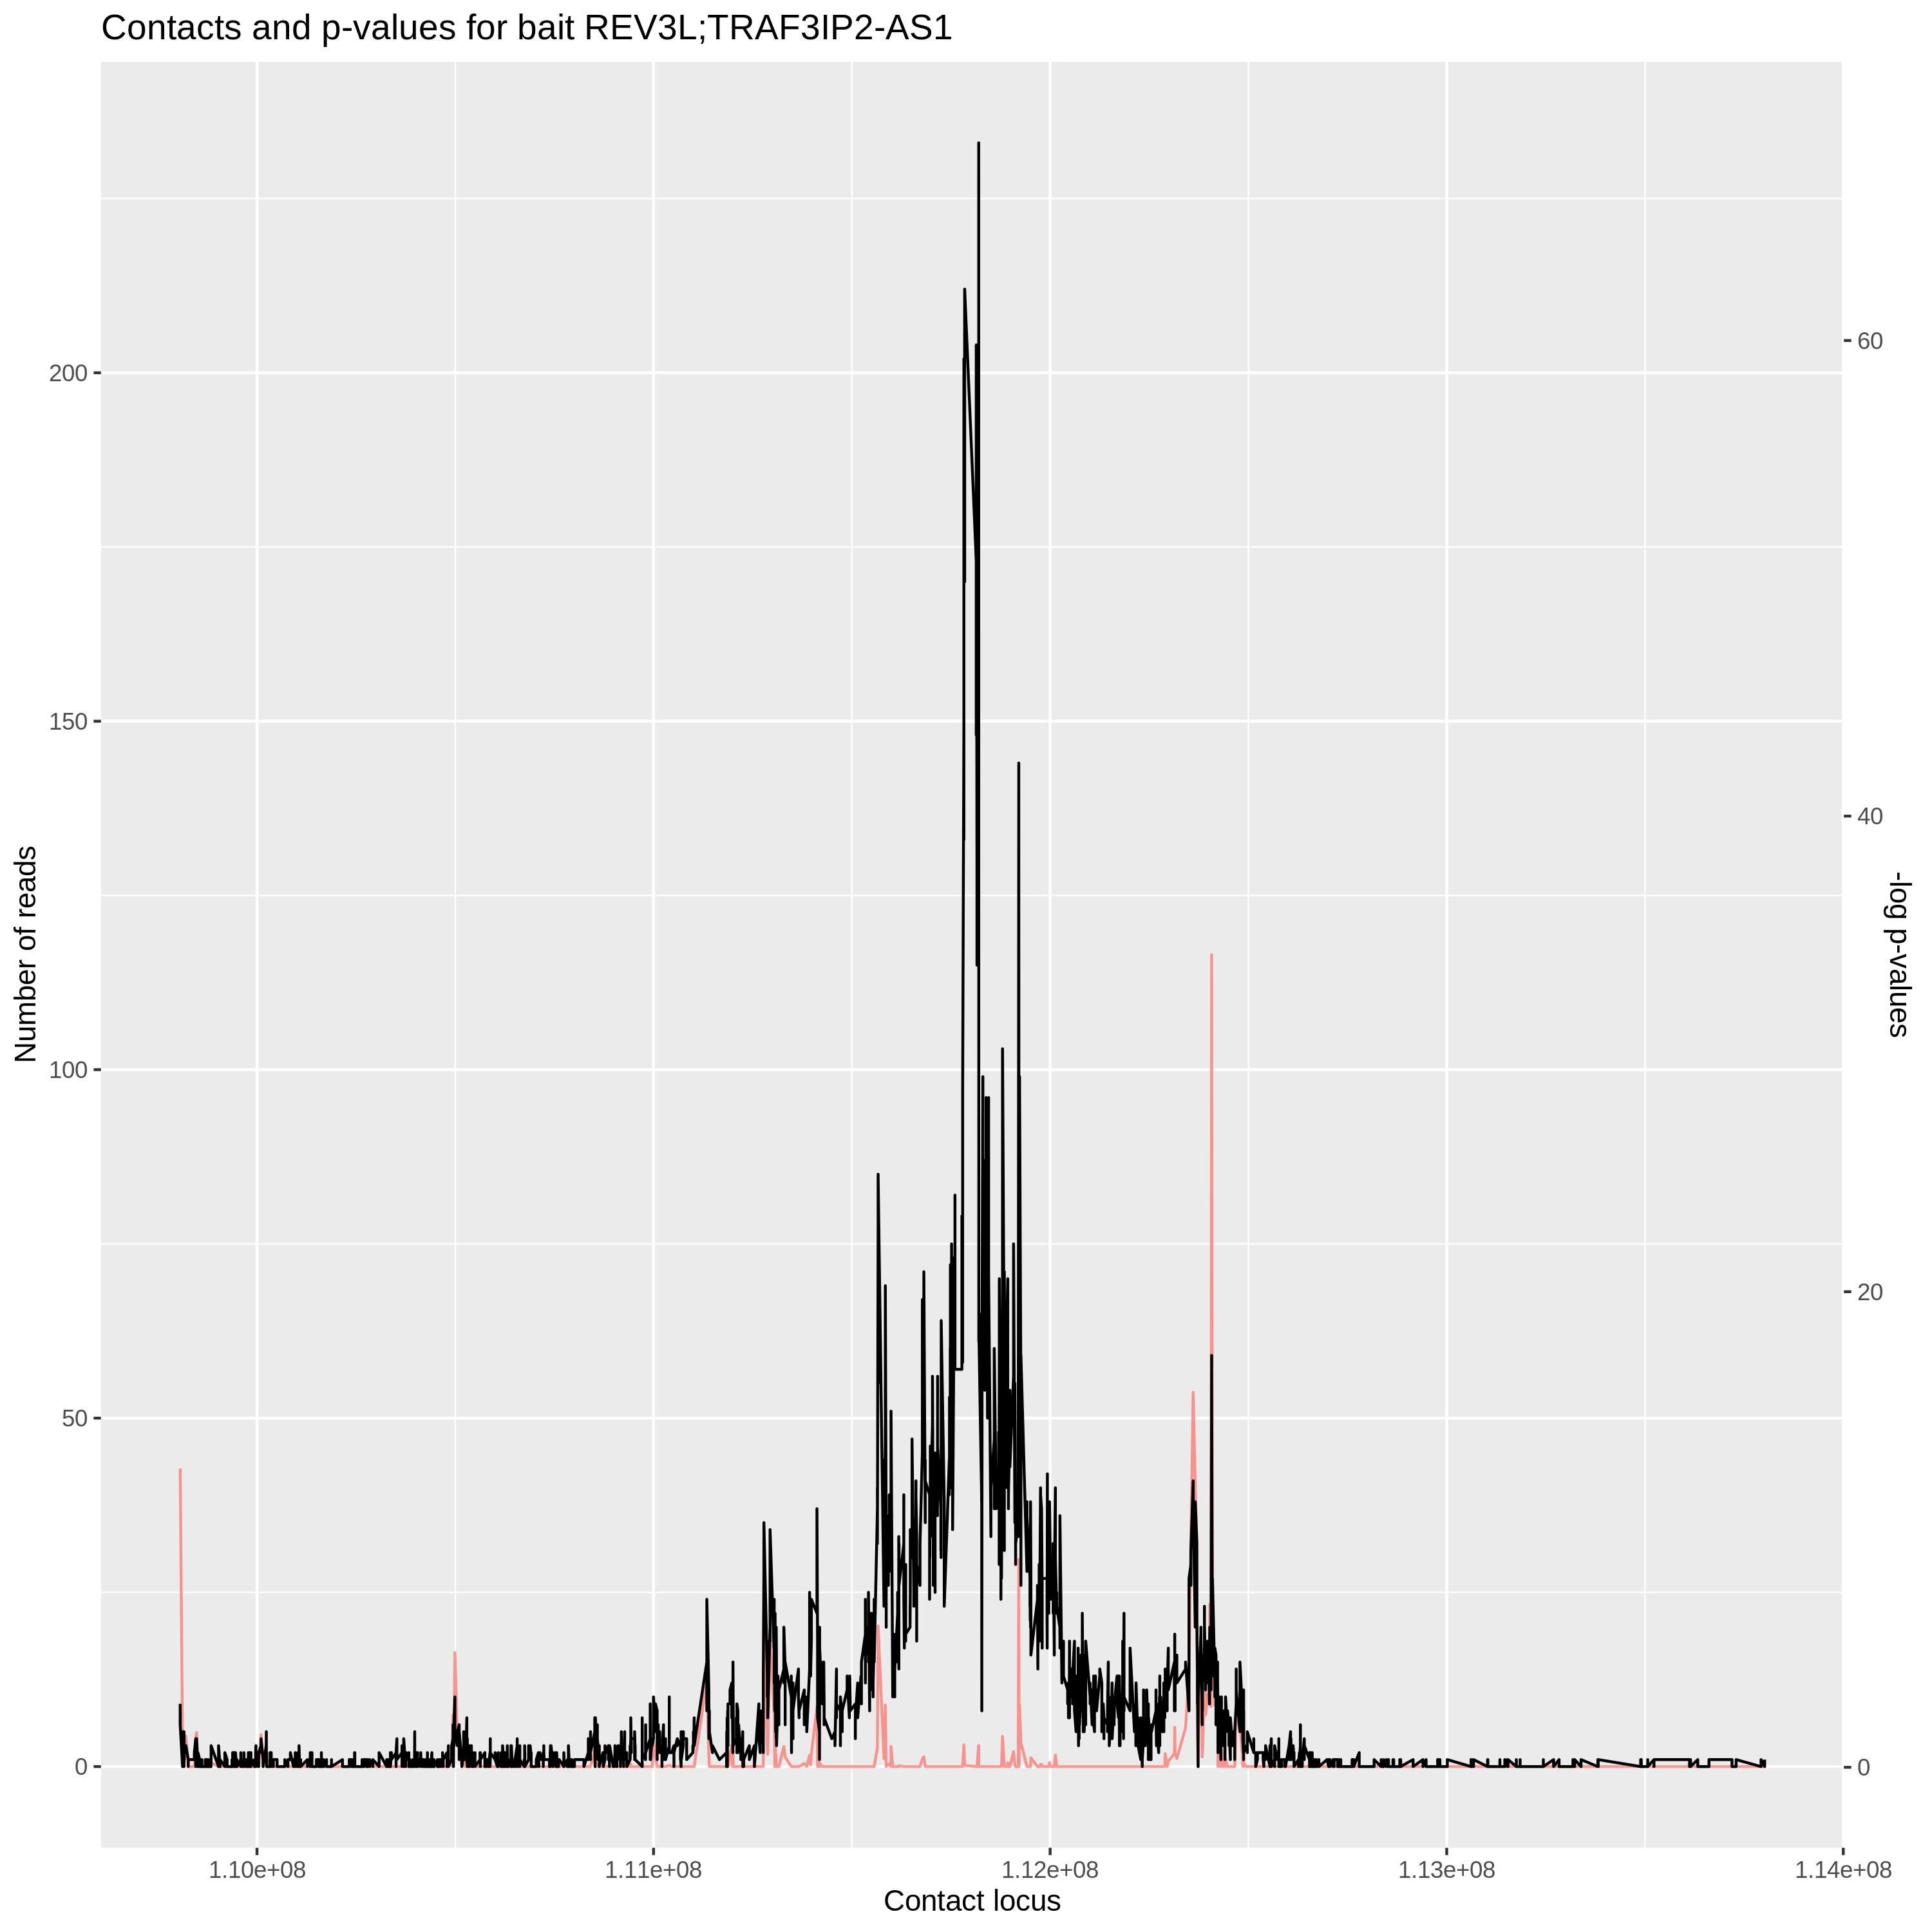 Contacts and p-values for bait REV3L;TRAF3IP2-AS1
Number of reads
200
150
100
50
0
60
40
20
0
-log p-values
1.10e+08
1.11e+08
1.12e+08
1.13e+08
1.14e+08
Contact locus